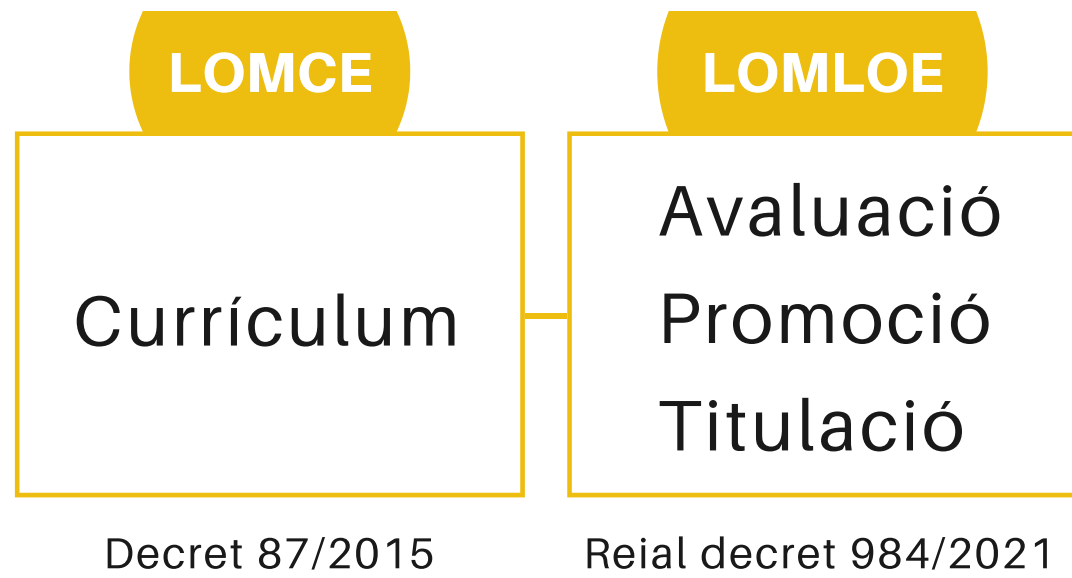 LOMCE
Currículum
Decret 87/2015
LOMLOE
Avaluació
Promoció
Titulació
Reial decret 984/2021